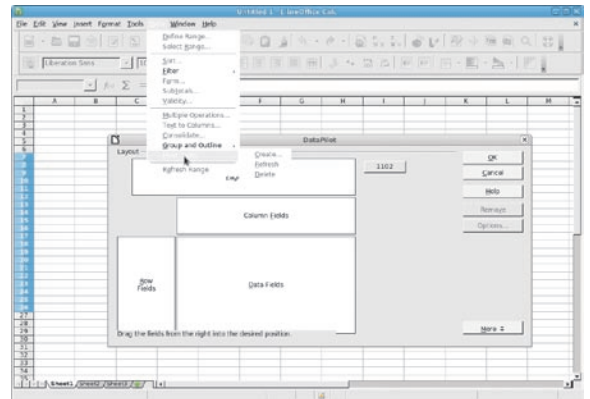 Untitled 1 - LibreOffice Calc
File Edit View Insert Format Tools Window Help
Define Range...
Select Range...
Sort...
Filter
Form...
Subtotals...
Validity...
Multiple Operations...
Text to Columns...
Consolidate...
Group and Outline
Refresh Range
Create...
Refresh
Delete
Liberation Sans
A B C F G H I J K L M
DataPilot
Layout
Page
Column Fields
Row Fields
Data Fields
1102
OK
Cancel
Help
Remove
Options...
More
Drag the fields from the right into the desired position.
Sheet1 Sheet2 Sheet3